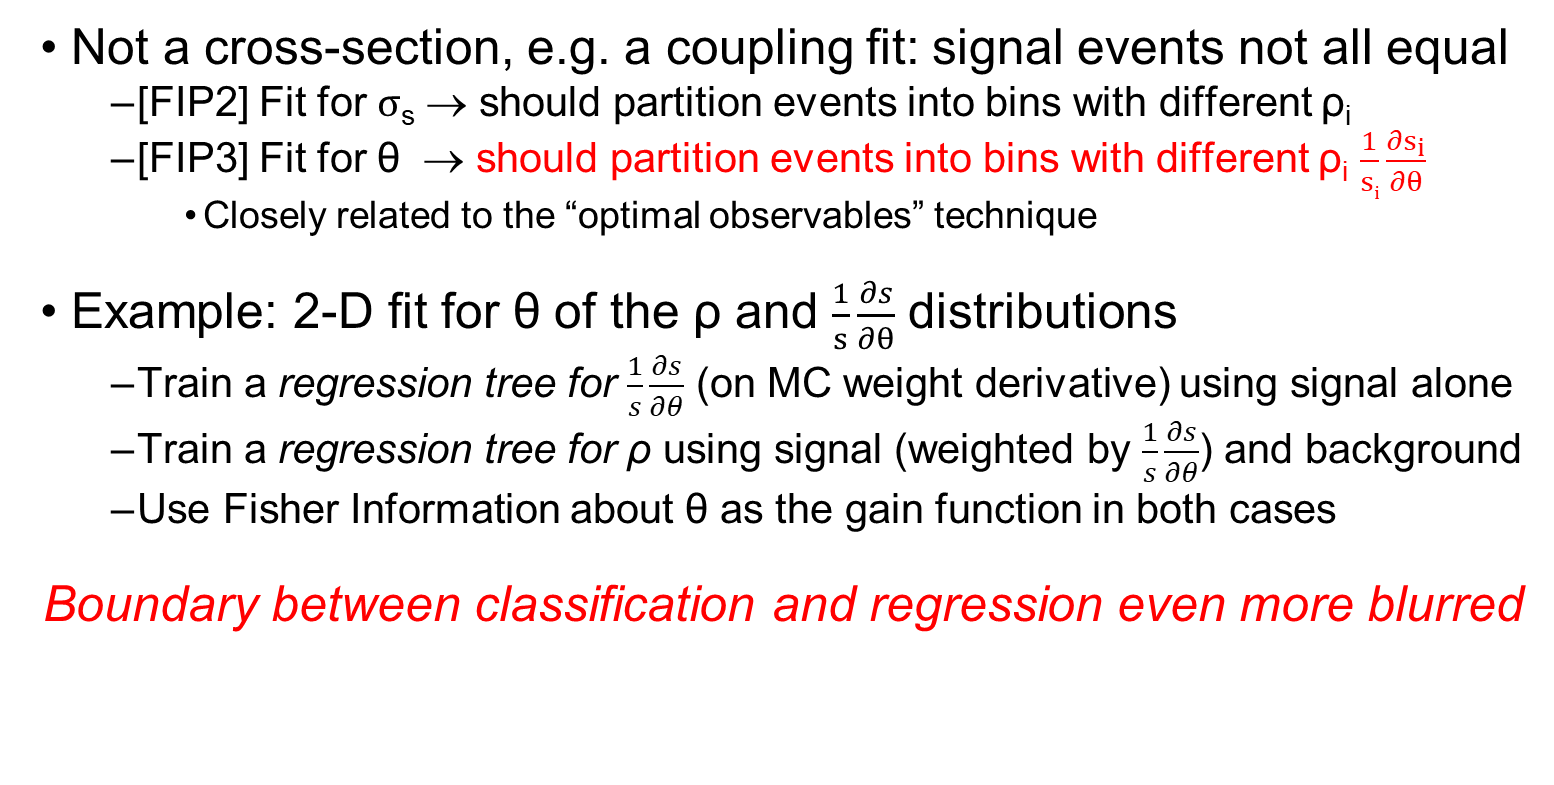 • Not a cross-section, e.g. a coupling fit: signal events not all equal
–[FIP2] Fit for σₛ → should partition events into bins with different ρᵢ
–[FIP3] Fit for θ → should partition events into bins with different ρᵢ 1/sᵢ ∂sᵢ/∂θ
• Closely related to the “optimal observables” technique
• Example: 2-D fit for θ of the ρ and 1/s ∂s/∂θ distributions
–Train a regression tree for 1/s ∂s/∂θ (on MC weight derivative) using signal alone
–Train a regression tree for ρ using signal (weighted by 1/s ∂s/∂θ) and background
–Use Fisher Information about θ as the gain function in both cases
Boundary between classification and regression even more blurred